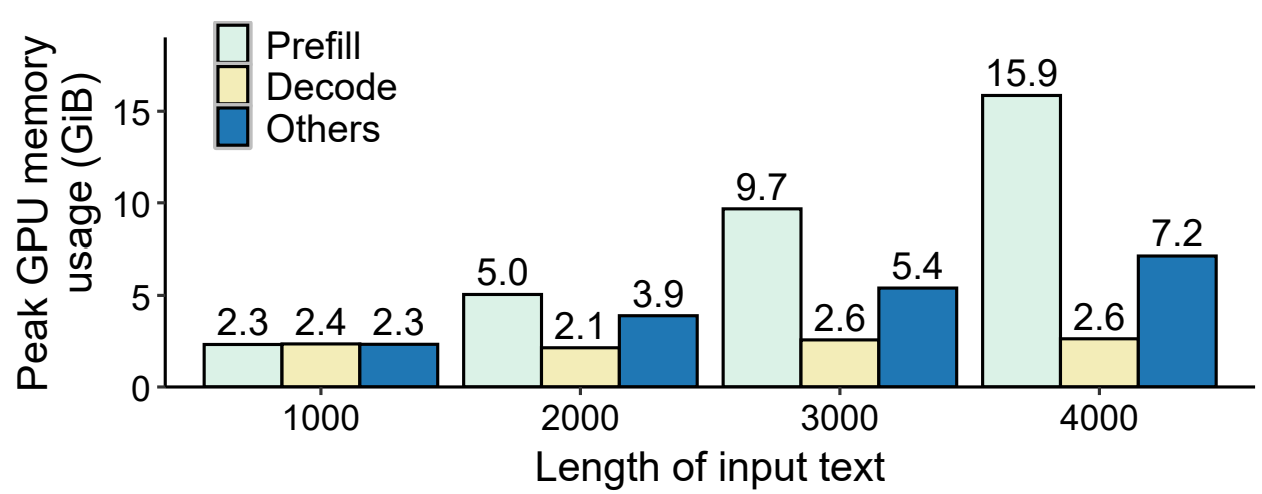 Peak GPU memory
usage (GiB)
Prefill
Decode
Others
15
10
5
0
2.3 2.4 2.3
5.0 2.1 3.9
9.7 2.6 5.4
15.9 2.6 7.2
1000 2000 3000 4000
Length of input text